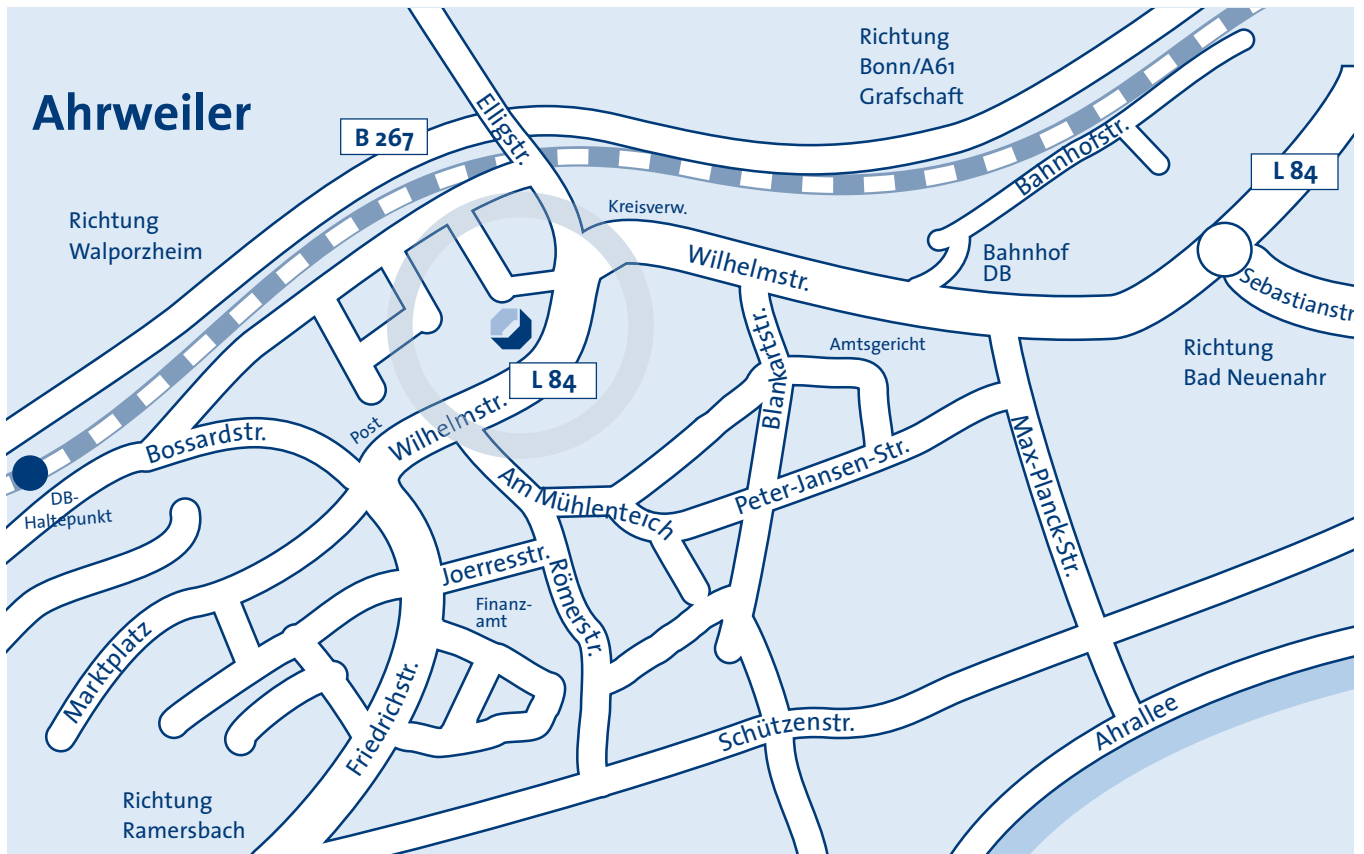 Ahrweiler
Richtung
Bonn/A61
Grafschaft
Elligstr.
B 267
Bahnhofstr.
L 84
Richtung
Walporzheim
Kreisverw.
Wilhelmstr.
Bahnhof
DB
Sebastianstr
Blankartstr.
Amtsgericht
Richtung
Bad Neuenahr
L 84
Wilhelmstr.
Post
Bossardstr.
DB-
Haltepunkt
Am Mühlenteich
Peter-Jansen-Str.
Max-Planck-Str.
Joerresstr.
Römerstr.
Finanz-
amt
Marktplatz
Friedrichstr.
Schützenstr.
Ahrallee
Richtung
Ramersbach